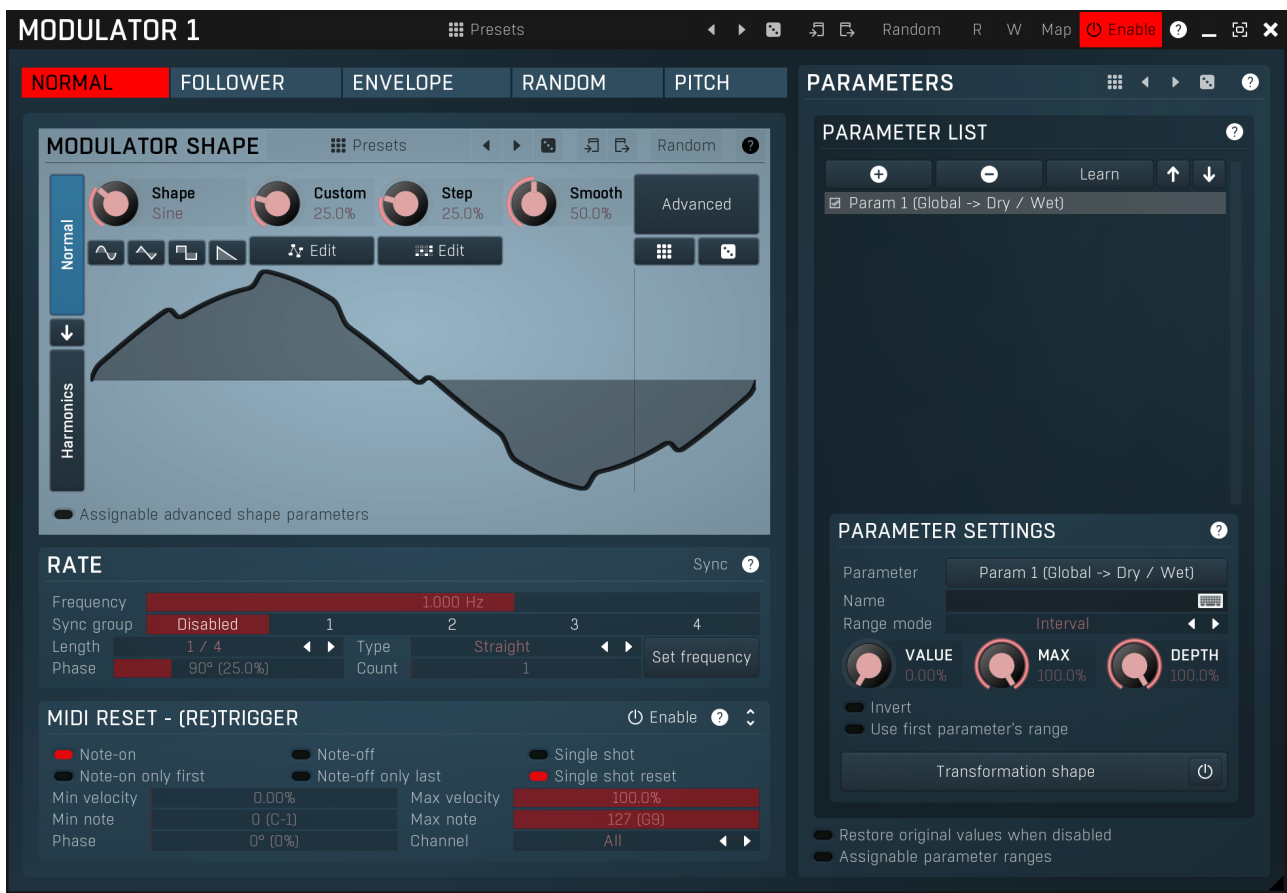 MODULATOR 1 Presets Random R W Map Enable ?
NORMAL FOLLOWER ENVELOPE RANDOM PITCH
MODULATOR SHAPE Presets Random ?
Normal
Harmonics
Shape Sine
Custom 25.0%
Step 25.0%
Smooth 50.0%
Advanced
Edit Edit
Assignable advanced shape parameters
RATE Sync ?
Frequency 1.000 Hz
Sync group Disabled 1 2 3 4
Length 1 / 4 Type Straight
Phase 90° (25.0%) Count 1
Set frequency
MIDI RESET - (RE)TRIGGER Enable ?
Note-on Note-off Single shot
Note-on only first Note-off only last Single shot reset
Min velocity 0.00% Max velocity 100.0%
Min note 0 (C-1) Max note 127 (G9)
Phase 0° (0%) Channel All
PARAMETERS ?
PARAMETER LIST ?
Learn
Param 1 (Global -> Dry / Wet)
PARAMETER SETTINGS ?
Parameter Param 1 (Global -> Dry / Wet)
Name
Range mode Interval
VALUE 0.00%
MAX 100.0%
DEPTH 100.0%
Invert
Use first parameter's range
Transformation shape
Restore original values when disabled
Assignable parameter ranges